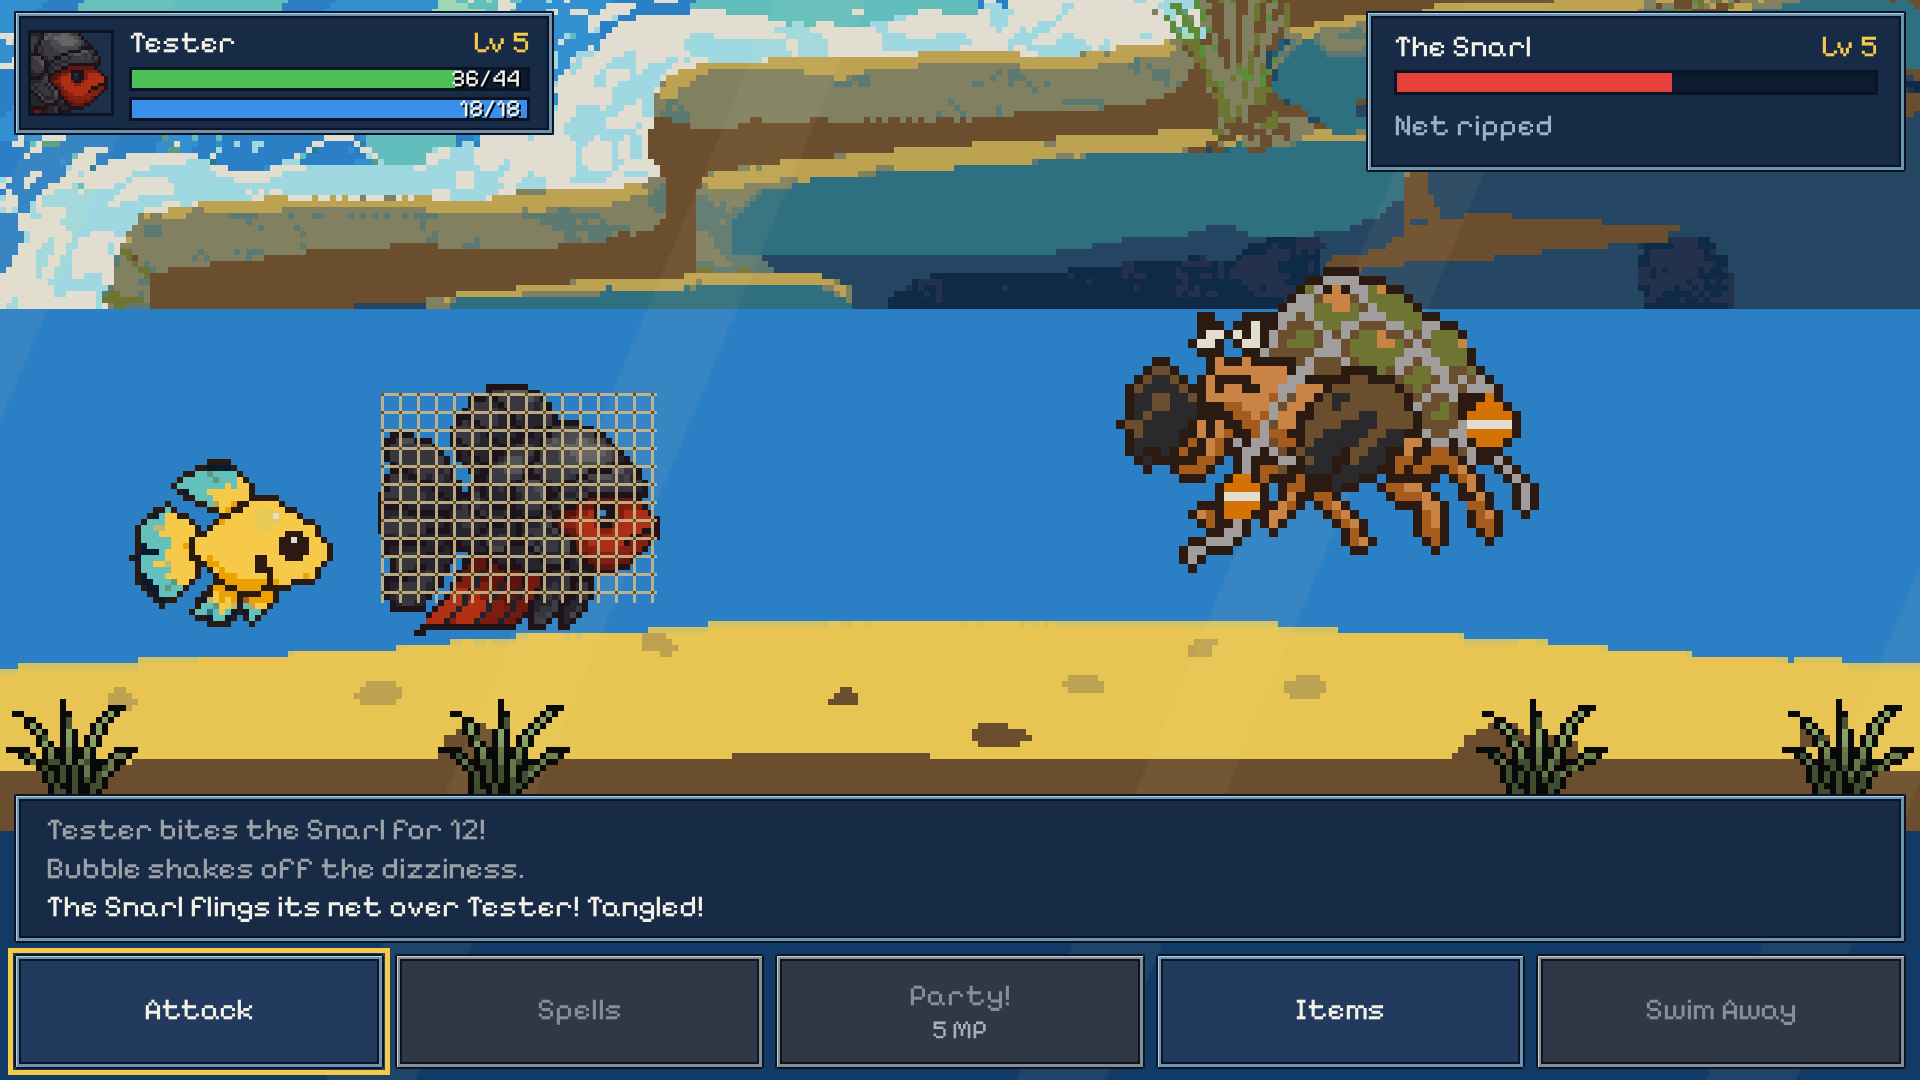 Tester Lv 5
36/44
18/18
The Snarl Lv 5
Net ripped
Tester bites the Snarl for 12!
Bubble shakes off the dizziness.
The Snarl flings its net over Tester! Tangled!
Attack
Spells
Party!
5 MP
Items
Swim Away